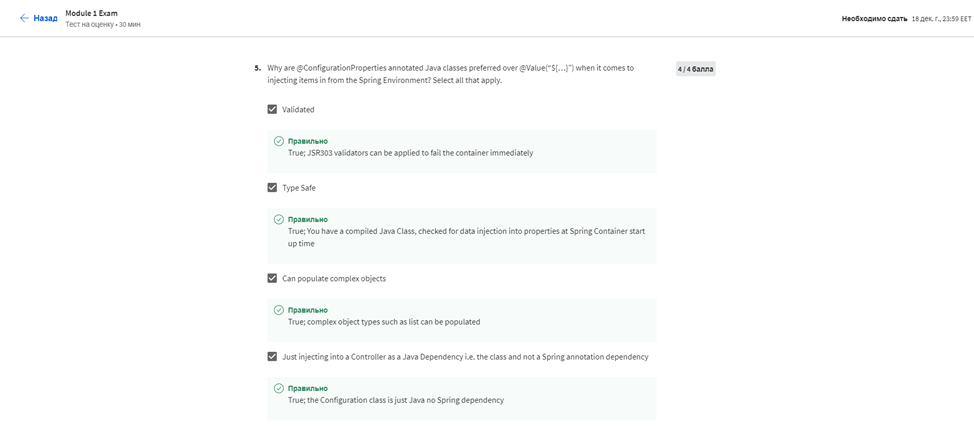 Назад
Module 1 Exam
Тест на оценку • 30 мин
Необходимо сдать 18 дек. г., 23:59 EET
5. Why are @ConfigurationProperties annotated Java classes preferred over @Value("${...}") when it comes to
injecting items in from the Spring Environment? Select all that apply.
4 / 4 балла
Validated
Правильно
True; JSR303 validators can be applied to fail the container immediately
Type Safe
Правильно
True; You have a compiled Java Class, checked for data injection into properties at Spring Container start
up time
Can populate complex objects
Правильно
True; complex object types such as list can be populated
Just injecting into a Controller as a Java Dependency i.e. the class and not a Spring annotation dependency
Правильно
True; the Configuration class is just Java no Spring dependency